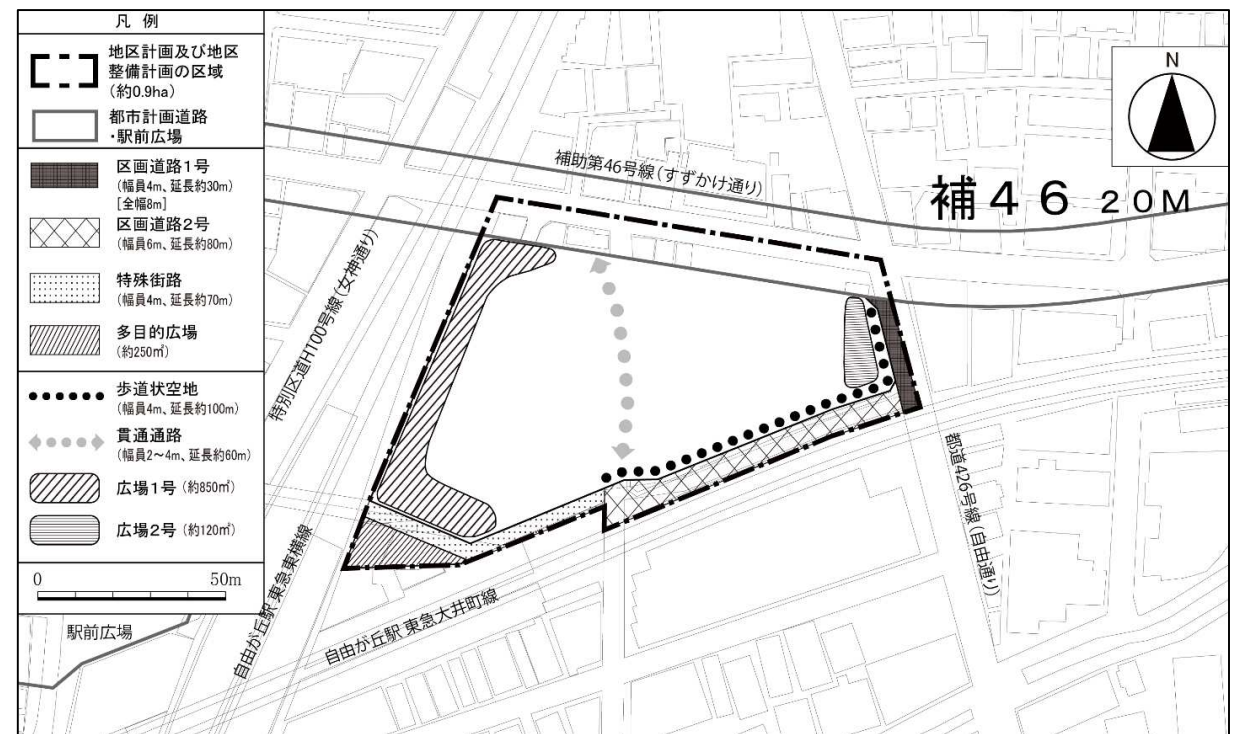 凡 例
地区計画及び地区
整備計画の区域
(約0.9ha)
都市計画道路
・駅前広場
区画道路1号
(幅員4m、延長約30m)
[全幅8m]
区画道路2号
(幅員6m、延長約80m)
特殊街路
(幅員4m、延長約70m)
多目的広場
(約250㎡)
歩道状空地
(幅員4m、延長約100m)
貫通通路
(幅員2～4m、延長約60m)
広場1号(約850㎡)
広場2号(約120㎡)
0 50m
駅前広場
N
補助第46号線(すずかけ通り)
補46 20M
特別区道H100号線(女神通り)
都道426号線(自由通り)
自由が丘駅 東急東横線
自由が丘駅 東急大井町線